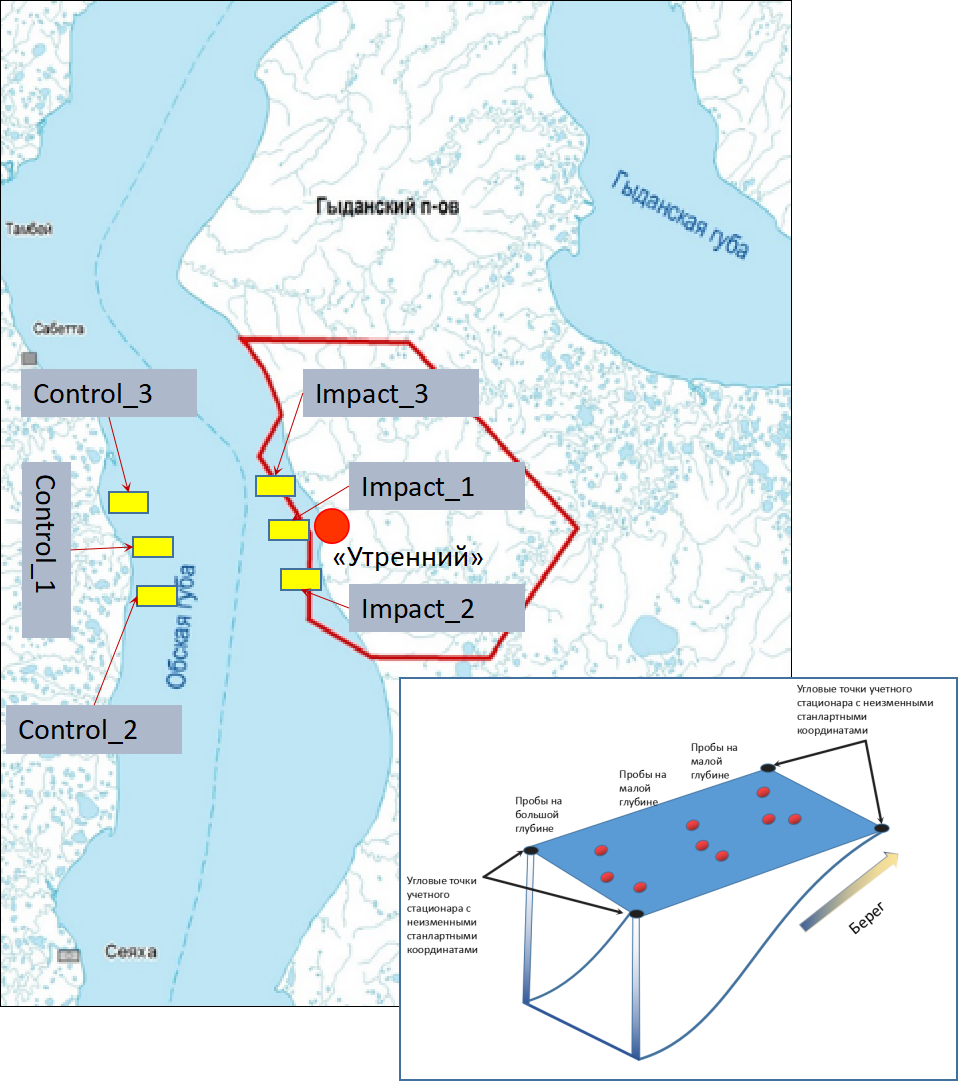 Гыданская губа
Гыданский п-ов
Тамбей
Сабетта
Control_3
Impact_3
Control_1
Impact_1
«Утренний»
Impact_2
Обская губа
Control_2
Сеяха
Угловые точки учетного
стационара с неизменными
станлартными
координатами
Пробы на
малой
глубине
Пробы на
малой
глубине
Пробы на
большой
глубине
Угловые точки
учетного
стационара с
неизменными
станлартными
координатами
Берег